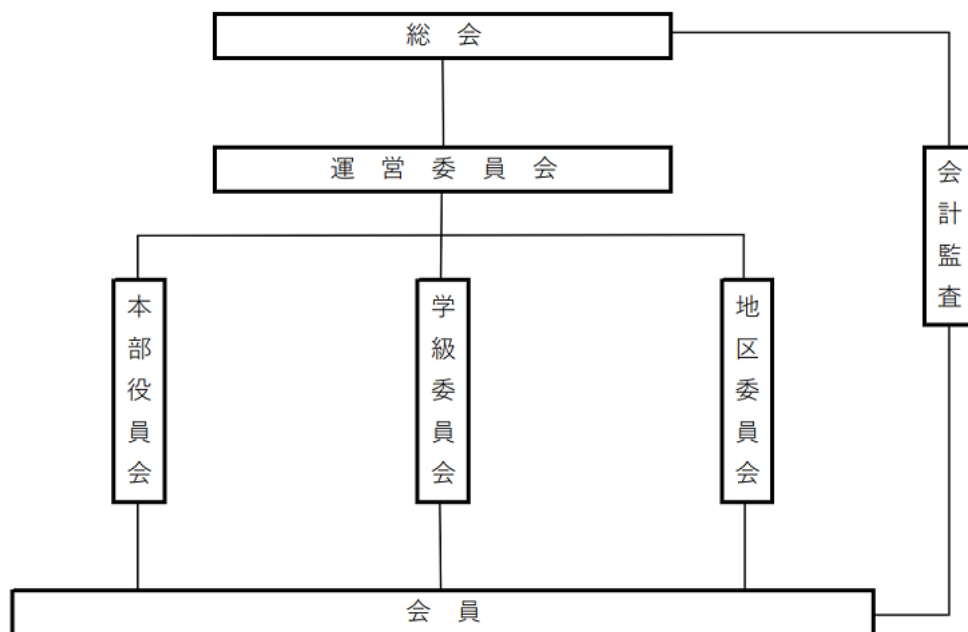 総 会
運 営 委 員 会
会計監査
本部役員会
学級委員会
地区委員会
会 員